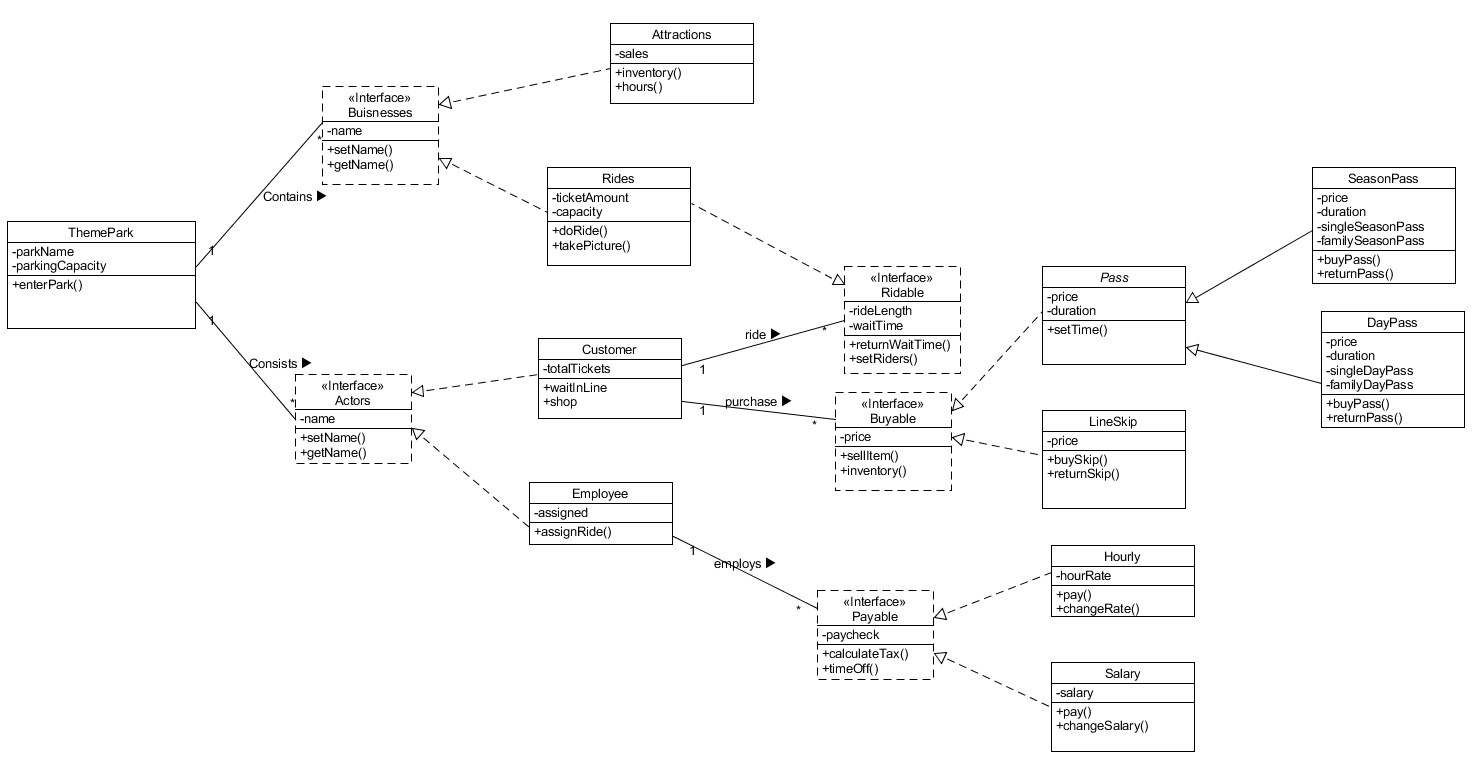 Attractions
-sales
+inventory()
+hours()
«Interface»
Buisnesses
-name
+setName()
+getName()
*
Contains
Rides
-ticketAmount
-capacity
+doRide()
+takePicture()
SeasonPass
-price
-duration
-singleSeasonPass
-familySeasonPass
+buyPass()
+returnPass()
ThemePark
-parkName
-parkingCapacity
+enterPark()
1
1
«Interface»
Ridable
-rideLength
-waitTime
+returnWaitTime()
+setRiders()
Pass
-price
-duration
+setTime()
DayPass
-price
-duration
-singleDayPass
-familyDayPass
+buyPass()
+returnPass()
ride
*
1
Customer
-totalTickets
+waitInLine
+shop
Consists
*
«Interface»
Actors
-name
+setName()
+getName()
purchase
1
*
«Interface»
Buyable
-price
+sellItem()
+inventory()
LineSkip
-price
+buySkip()
+returnSkip()
Employee
-assigned
+assignRide()
1
employs
*
«Interface»
Payable
-paycheck
+calculateTax()
+timeOff()
Hourly
-hourRate
+pay()
+changeRate()
Salary
-salary
+pay()
+changeSalary()